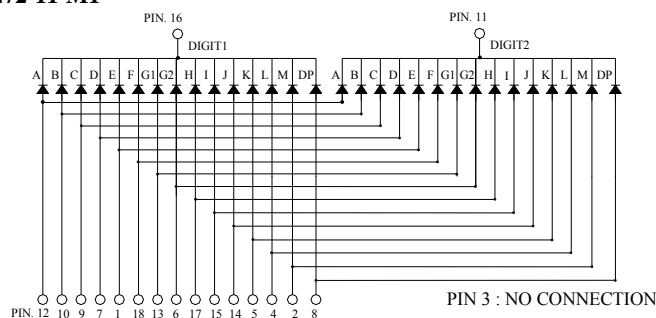 PIN. 16
PIN. 11
DIGIT1
DIGIT2
A B C D E F G1 G2 H I J K L M DP
A B C D E F G1 G2 H I J K L M DP
PIN. 12 10 9 7 1 18 13 6 17 15 14 5 4 2 8
PIN 3 : NO CONNECTION